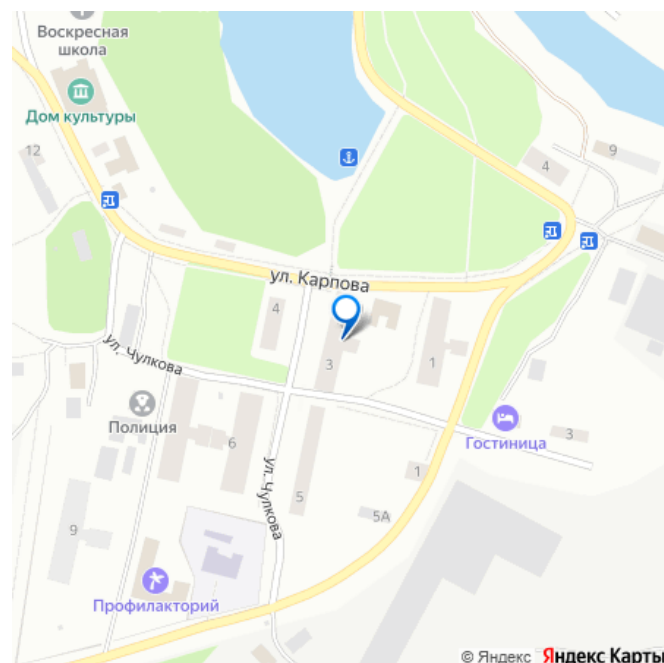 Воскресная
школа
Дом культуры
12
9
4
ул. Карпова
4
3
1
ул. Чулкова
Полиция
6
Гостиница
3
ул. Чулкова
1
5
5А
9
Профилакторий
© Яндекс Яндекс Карты